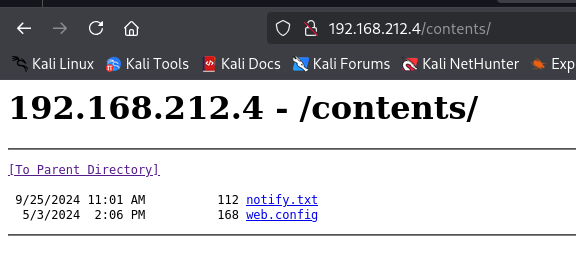 192.168.212.4/contents/
Kali Linux Kali Tools Kali Docs Kali Forums Kali NetHunter Exp
192.168.212.4 - /contents/
[To Parent Directory]
9/25/2024 11:01 AM 112 notify.txt
5/3/2024 2:06 PM 168 web.config